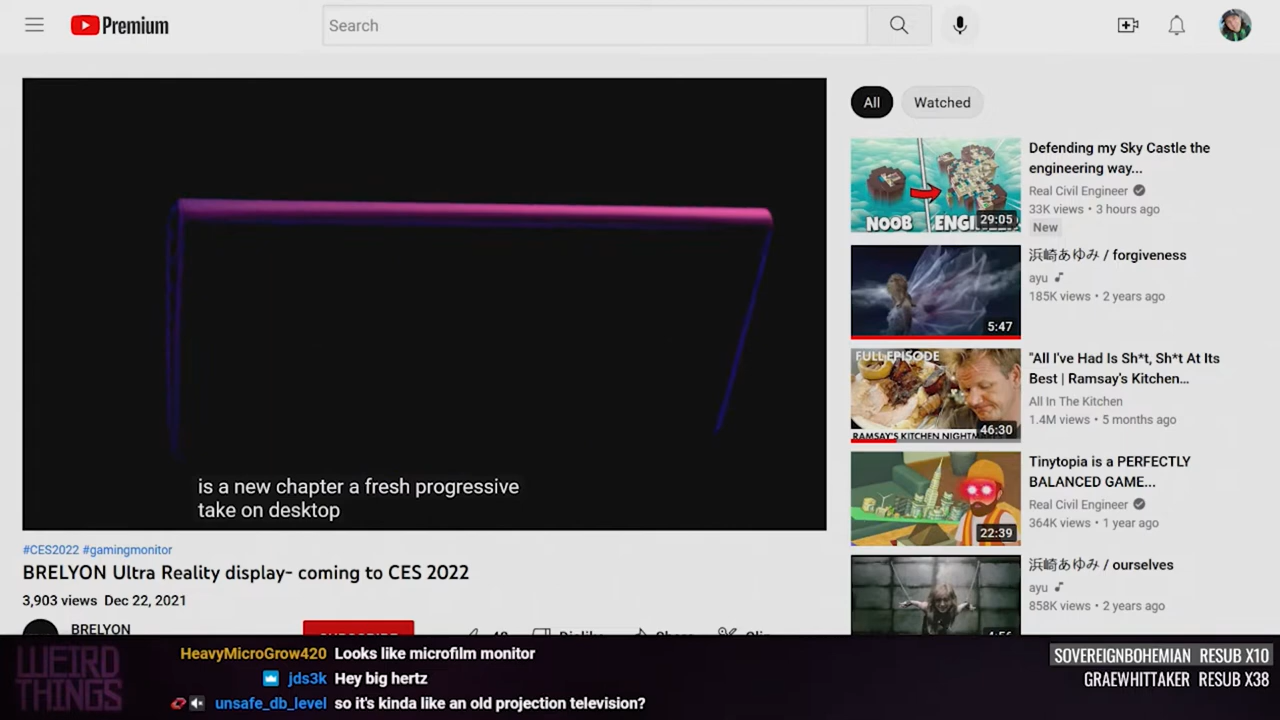 Premium
Search
All
Watched
is a new chapter a fresh progressive
take on desktop
#CES2022 #gamingmonitor
BRELYON Ultra Reality display- coming to CES 2022
3,903 views Dec 22, 2021
BRELYON
NOOB
29:05
Defending my Sky Castle the
engineering way...
Real Civil Engineer
33K views • 3 hours ago
New
5:47
浜崎あゆみ / forgiveness
ayu
185K views • 2 years ago
FULL EPISODE
46:30
"All I've Had Is Sh*t, Sh*t At Its
Best | Ramsay's Kitchen...
All In The Kitchen
1.4M views • 5 months ago
22:39
Tinytopia is a PERFECTLY
BALANCED GAME...
Real Civil Engineer
364K views • 1 year ago
浜崎あゆみ / ourselves
ayu
858K views • 2 years ago
WEIRD
THINGS
HeavyMicroGrow420 Looks like microfilm monitor
jds3k Hey big hertz
unsafe_db_level so it's kinda like an old projection television?
SOVEREIGNBOHEMIAN RESUB X10
GRAEWHITTAKER RESUB X38